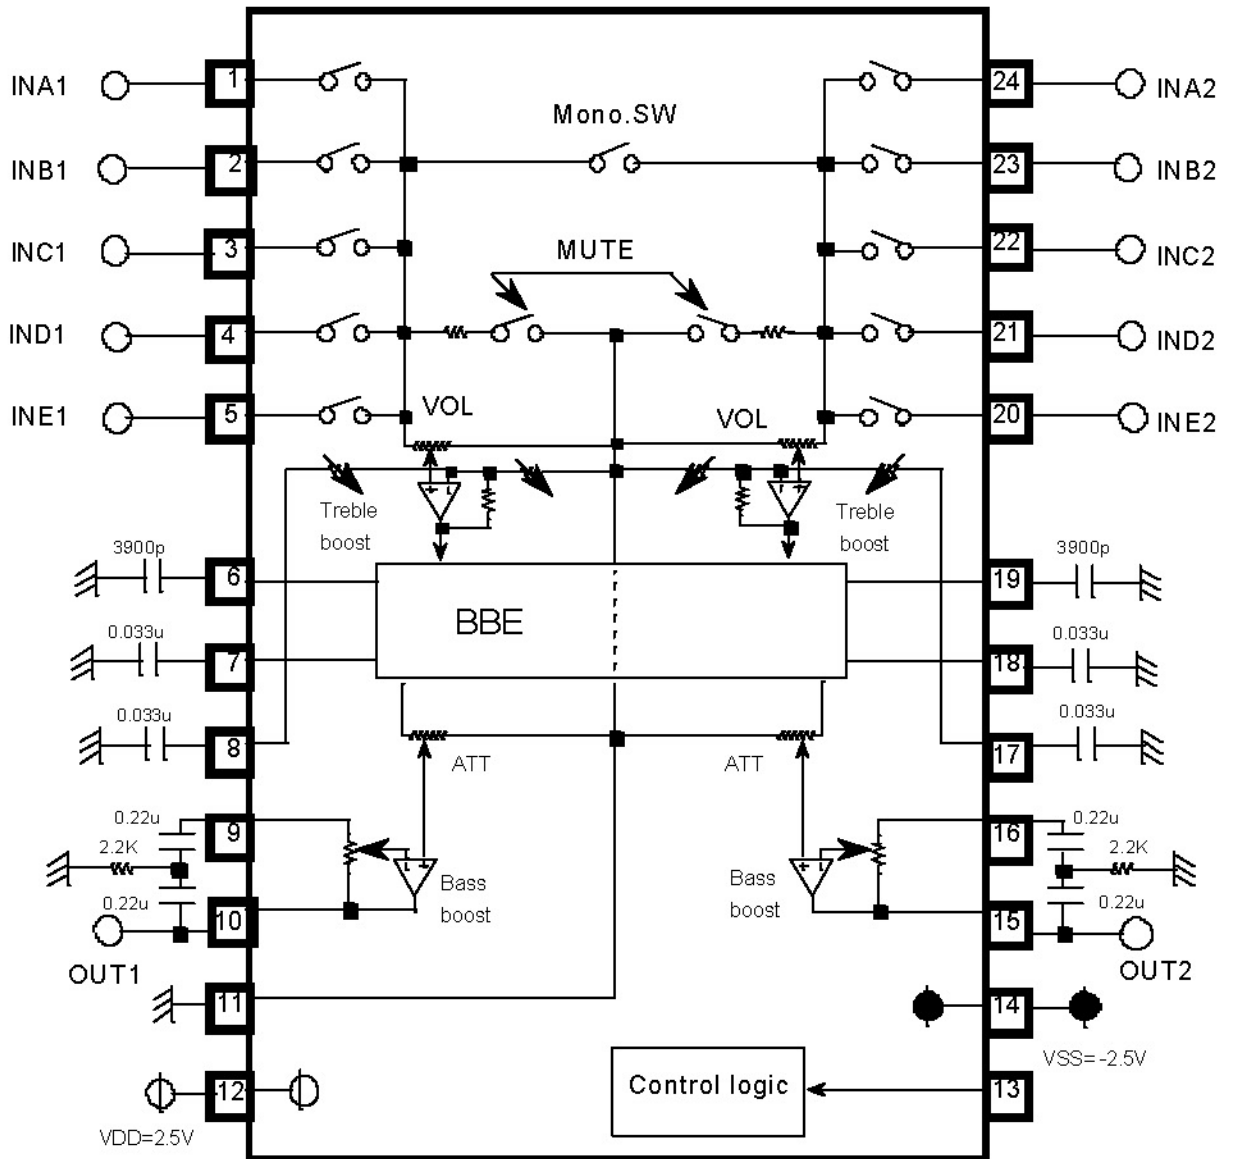 INA1 1 24 INA2
Mono.SW
INB1 2 23 INB2
INC1 3 22 INC2
MUTE
IND1 4 21 IND2
INE1 5 VOL VOL 20 INE2
Treble boost Treble boost
3900p 6 19 3900p
BBE
0.033u 7 18 0.033u
0.033u 8 17 0.033u
ATT ATT
0.22u 9 16 0.22u
2.2K 2.2K
Bass boost Bass boost
0.22u 10 15 0.22u
OUT1 OUT2
11 14
VSS= -2.5V
12 Control logic 13
VDD=2.5V